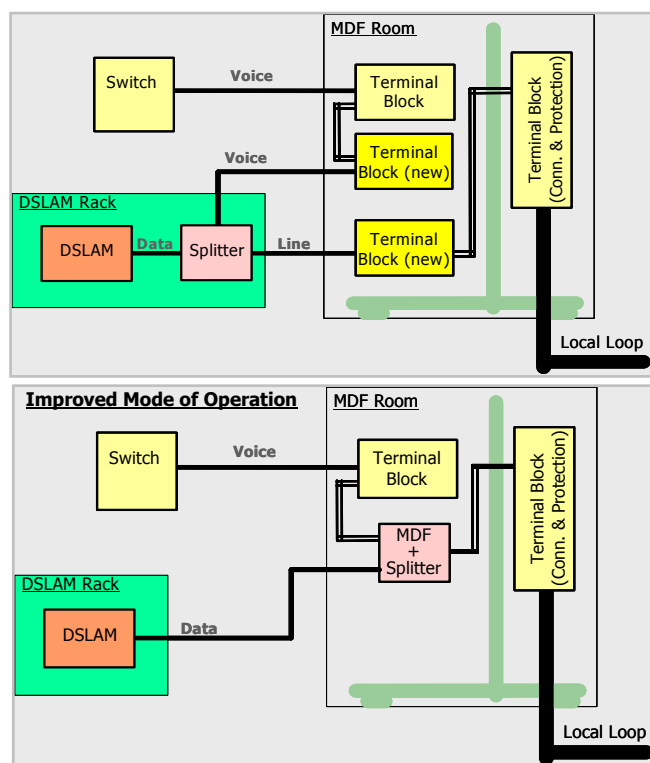 MDF Room
Switch
Voice
Terminal
Block
Terminal Block
(Conn. & Protection)
Voice
Terminal
Block (new)
DSLAM Rack
DSLAM
Data
Splitter
Line
Terminal
Block (new)
Local Loop
Improved Mode of Operation
MDF Room
Switch
Voice
Terminal
Block
Terminal Block
(Conn. & Protection)
MDF
+
Splitter
DSLAM Rack
DSLAM
Data
Local Loop